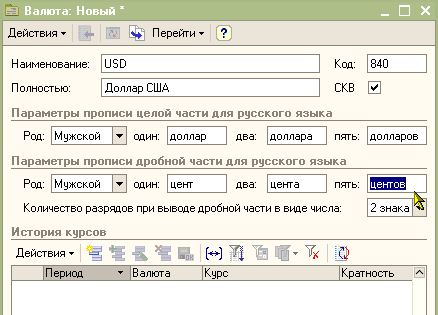 Валюта: Новый *
Действия Перейти ?
Наименование: USD Код: 840
Полностью: Доллар США СКВ
Параметры прописи целой части для русского языка
Род: Мужской один: доллар два: доллара пять: долларов
Параметры прописи дробной части для русского языка
Род: Мужской один: цент два: цента пять: центов
Количество разрядов при выводе дробной части в виде числа: 2 знака
История курсов
Действия
Период Валюта Курс Кратность